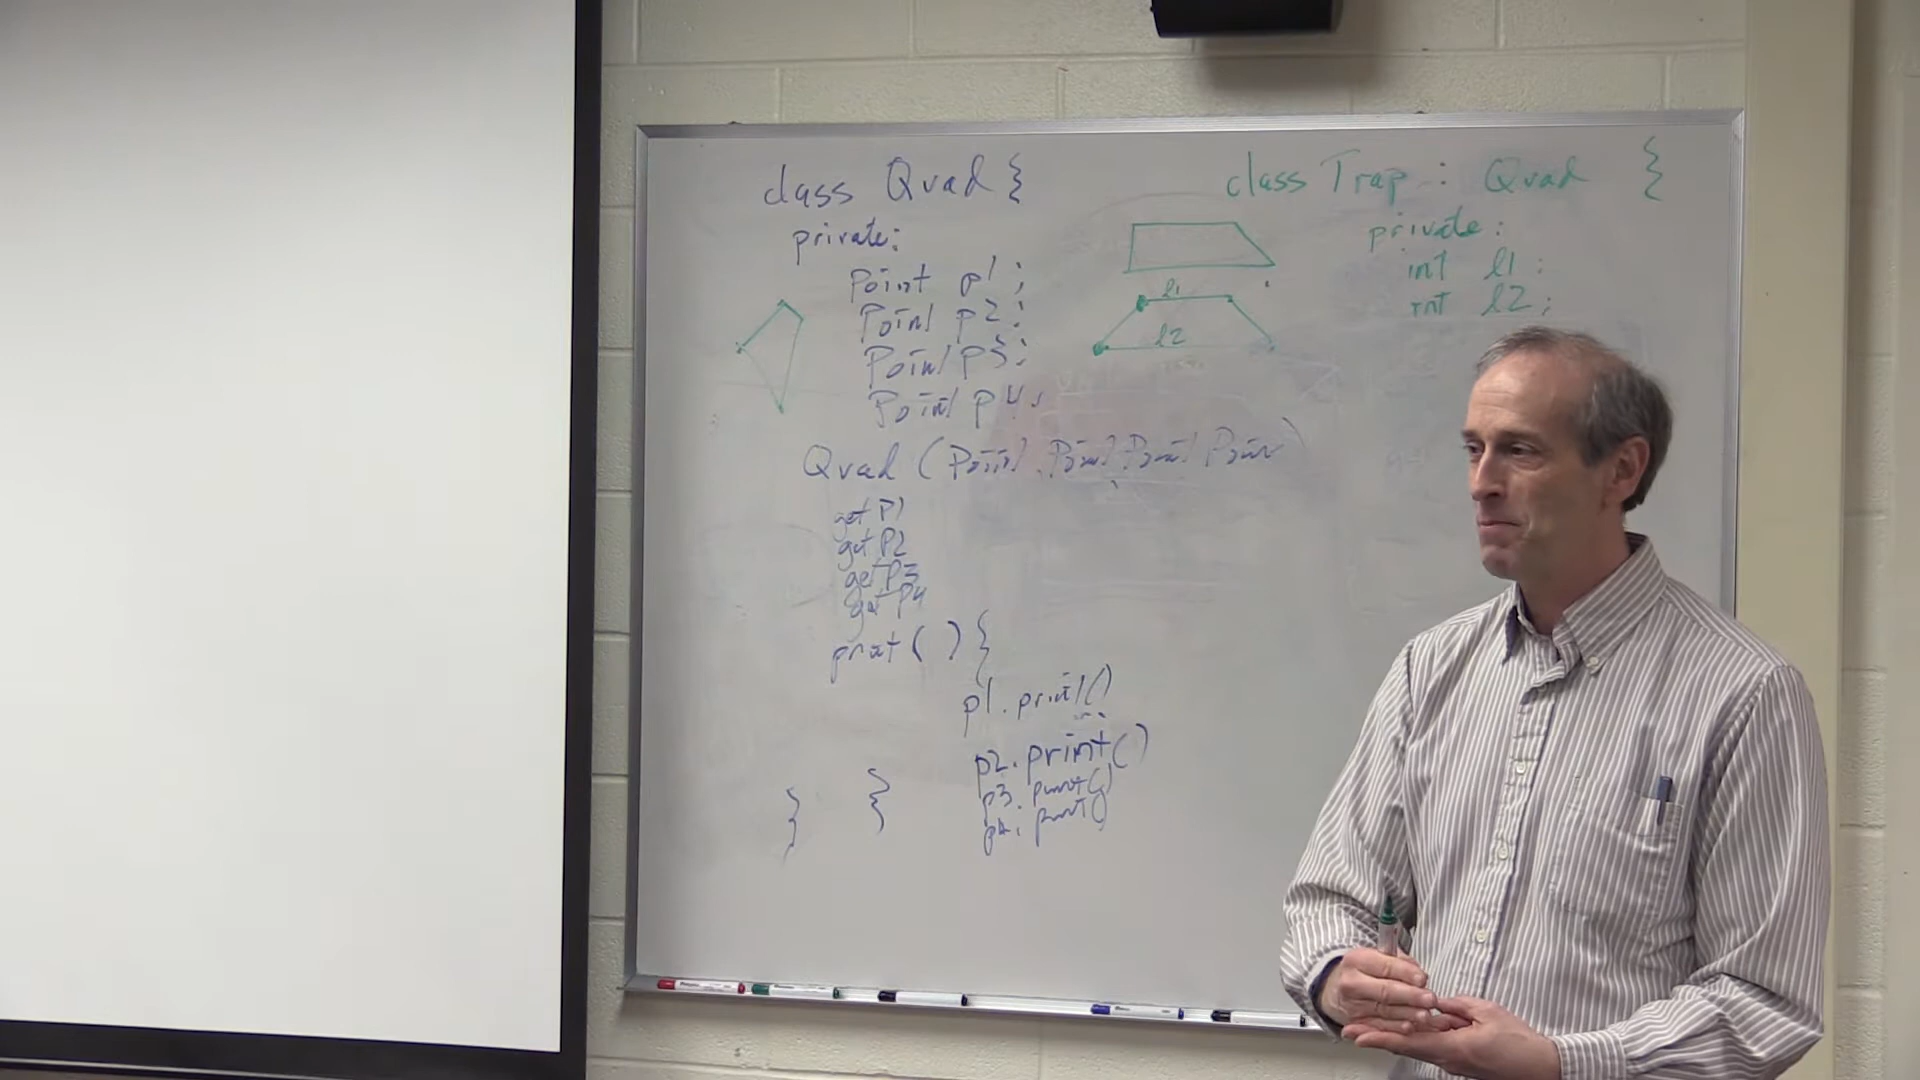 class Quad {
private:
Point p1;
Point p2;
Point p3;
Point p4;
Quad (Point, Point, Point, Point)
get P1
get P2
get P3
get P4
print ( ) {
p1.print()
p2.print()
p3.print()
p4.print()
}
}
class Trap : Quad {
private:
int l1;
int l2;
l1
l2